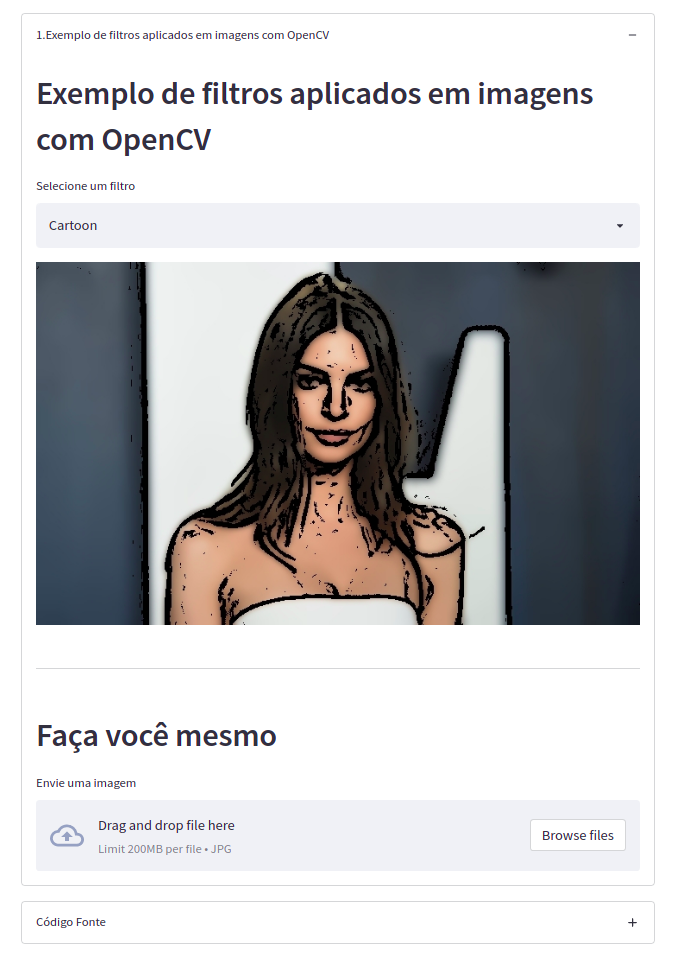 1.Exemplo de filtros aplicados em imagens com OpenCV
Exemplo de filtros aplicados em imagens
com OpenCV
Selecione um filtro
Cartoon
Faça você mesmo
Envie uma imagem
Drag and drop file here
Limit 200MB per file • JPG
Browse files
Código Fonte